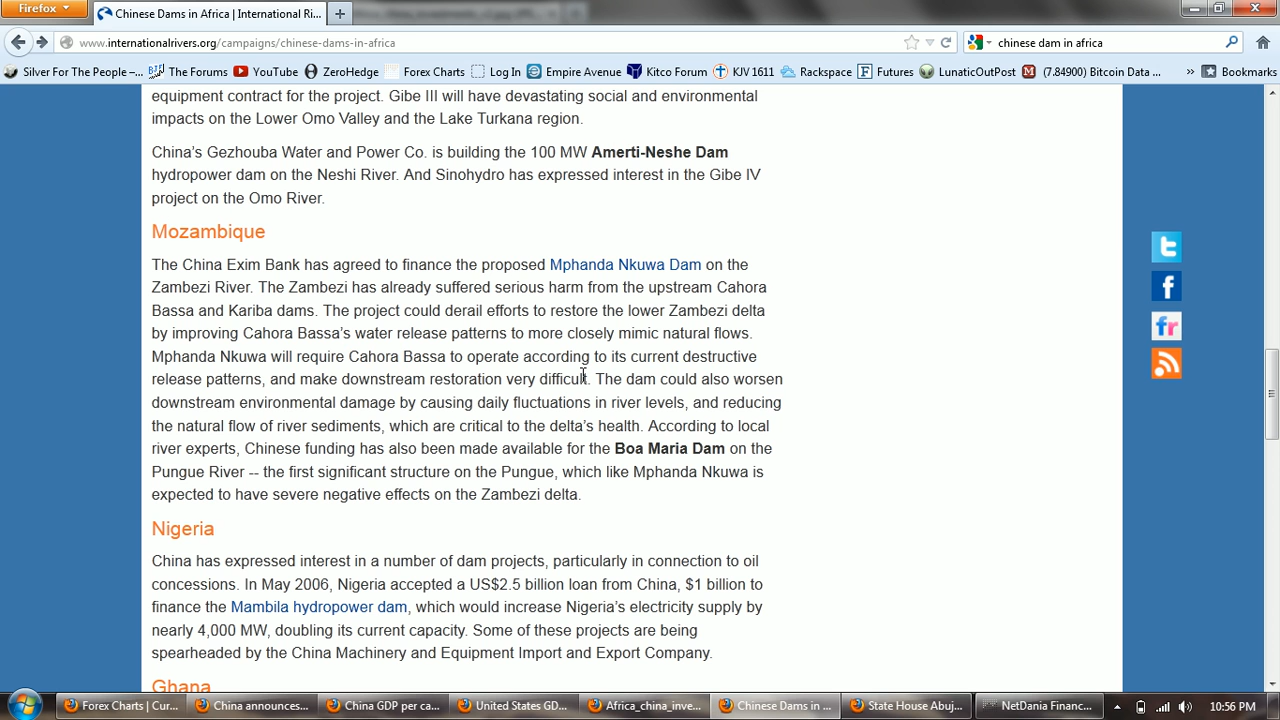 Firefox
Chinese Dams in Africa | International Ri...
www.internationalrivers.org/campaigns/chinese-dams-in-africa
chinese dam in africa
Silver For The People –... The Forums YouTube ZeroHedge Forex Charts Log In Empire Avenue Kitco Forum KJV 1611 Rackspace Futures LunaticOutPost (7.84900) Bitcoin Data ... » Bookmarks
equipment contract for the project. Gibe III will have devastating social and environmental
impacts on the Lower Omo Valley and the Lake Turkana region.
China’s Gezhouba Water and Power Co. is building the 100 MW Amerti-Neshe Dam
hydropower dam on the Neshi River. And Sinohydro has expressed interest in the Gibe IV
project on the Omo River.
Mozambique
The China Exim Bank has agreed to finance the proposed Mphanda Nkuwa Dam on the
Zambezi River. The Zambezi has already suffered serious harm from the upstream Cahora
Bassa and Kariba dams. The project could derail efforts to restore the lower Zambezi delta
by improving Cahora Bassa’s water release patterns to more closely mimic natural flows.
Mphanda Nkuwa will require Cahora Bassa to operate according to its current destructive
release patterns, and make downstream restoration very difficult. The dam could also worsen
downstream environmental damage by causing daily fluctuations in river levels, and reducing
the natural flow of river sediments, which are critical to the delta’s health. According to local
river experts, Chinese funding has also been made available for the Boa Maria Dam on the
Pungue River -- the first significant structure on the Pungue, which like Mphanda Nkuwa is
expected to have severe negative effects on the Zambezi delta.
Nigeria
China has expressed interest in a number of dam projects, particularly in connection to oil
concessions. In May 2006, Nigeria accepted a US$2.5 billion loan from China, $1 billion to
finance the Mambila hydropower dam, which would increase Nigeria’s electricity supply by
nearly 4,000 MW, doubling its current capacity. Some of these projects are being
spearheaded by the China Machinery and Equipment Import and Export Company.
Ghana
Forex Charts | Cur... China announces... China GDP per ca... United States GD... Africa_china_inve... Chinese Dams in ... State House Abuj... NetDania Financ... 10:56 PM